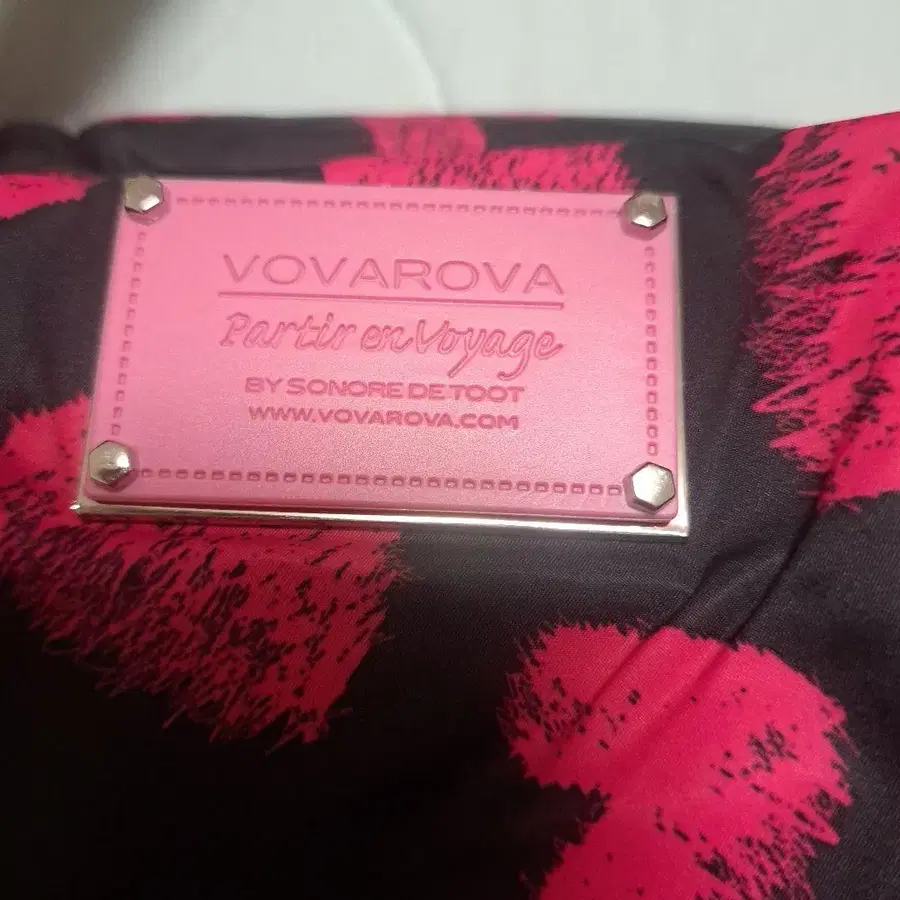 VOVAROVA
Partir en Voyage
BY SONORE DE TOOT
WWW.VOVAROVA.COM